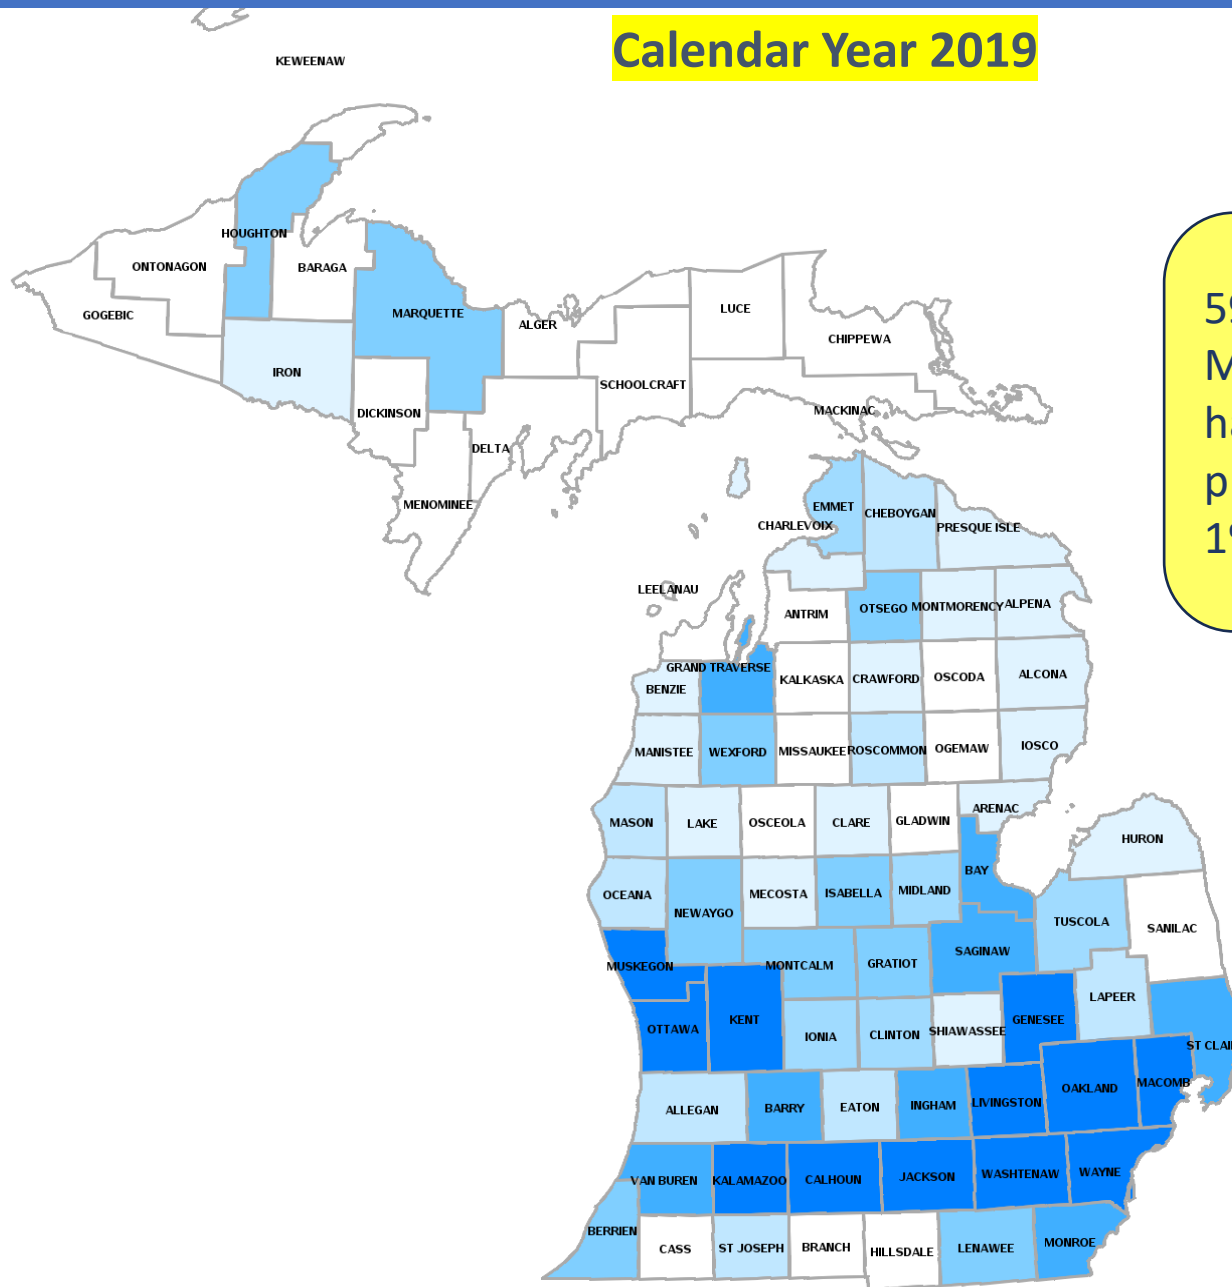 Calendar Year 2019
KEWEENAW
HOUGHTON
ONTONAGON
BARAGA
GOGEBIC
MARQUETTE
ALGER
LUCE
CHIPPEWA
IRON
SCHOOLCRAFT
DICKINSON
MACKINAC
DELTA
MENOMINEE
EMMET
CHEBOYGAN
CHARLEVOIX
PRESQUE ISLE
LEELANAU
ANTRIM
OTSEGO
MONTMORENCY
ALPENA
GRAND TRAVERSE
BENZIE
KALKASKA
CRAWFORD
OSCODA
ALCONA
MANISTEE
WEXFORD
MISSAUKEE
ROSCOMMON
OGEMAW
IOSCO
ARENAC
MASON
LAKE
OSCEOLA
CLARE
GLADWIN
HURON
BAY
OCEANA
MECOSTA
ISABELLA
MIDLAND
NEWAYGO
TUSCOLA
SANILAC
MUSKEGON
MONTCALM
GRATIOT
SAGINAW
LAPEER
OTTAWA
KENT
IONIA
CLINTON
SHIAWASSEE
GENESEE
ST CLAI
ALLEGAN
BARRY
EATON
INGHAM
LIVINGSTON
OAKLAND
MACOMB
VAN BUREN
KALAMAZOO
CALHOUN
JACKSON
WASHTENAW
WAYNE
BERRIEN
CASS
ST JOSEPH
BRANCH
HILLSDALE
LENAWEE
MONROE